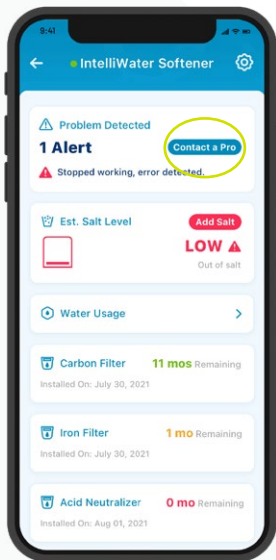 9:41
IntelliWater Softener
Problem Detected
1 Alert
Contact a Pro
Stopped working, error detected.
Est. Salt Level
Add Salt
LOW
Out of salt
Water Usage
Carbon Filter
11 mos Remaining
Installed On: July 30, 2021
Iron Filter
1 mo Remaining
Installed On: July 30, 2021
Acid Neutralizer
0 mo Remaining
Installed On: Aug 01, 2021